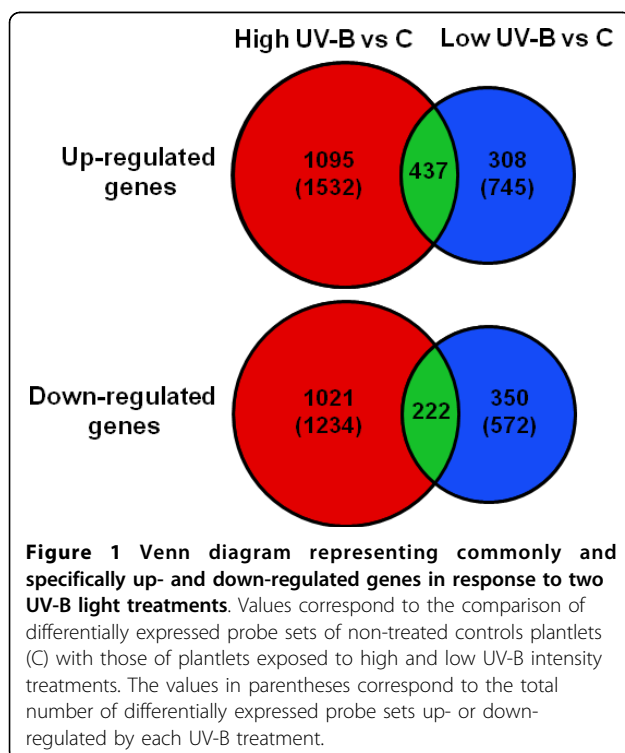 High UV-B vs C Low UV-B vs C
Up-regulated
genes
1095
(1532)
437
308
(745)
Down-regulated
genes
1021
(1234)
222
350
(572)
Figure 1 Venn diagram representing commonly and
specifically up- and down-regulated genes in response to two
UV-B light treatments. Values correspond to the comparison of
differentially expressed probe sets of non-treated controls plantlets
(C) with those of plantlets exposed to high and low UV-B intensity
treatments. The values in parentheses correspond to the total
number of differentially expressed probe sets up- or down-
regulated by each UV-B treatment.